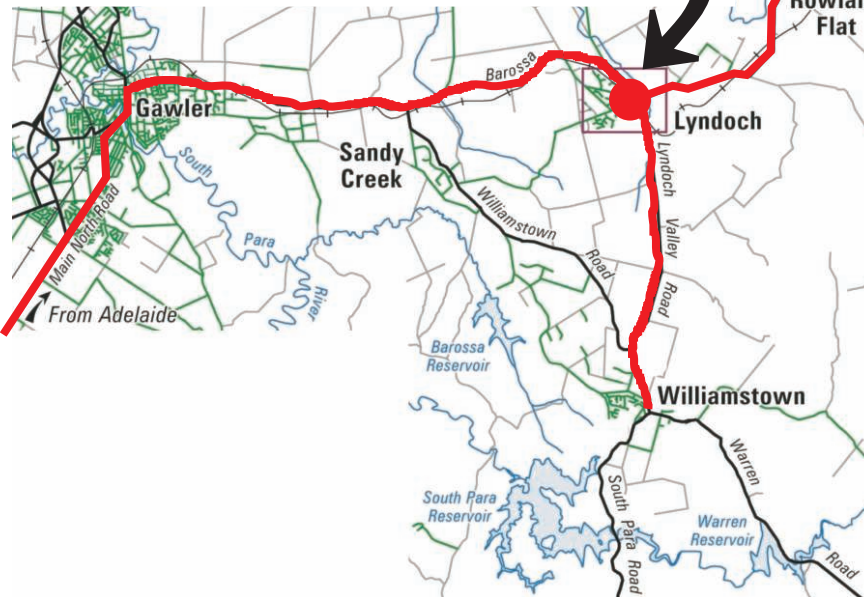 Flat
Barossa
Gawler
Lyndoch
Sandy
Creek
South
Para
River
Williamstown
Road
Lyndoch
Valley
Road
Main North Road
From Adelaide
Barossa
Reservoir
Williamstown
Warren
Road
South Para
Reservoir
South Para Road
Warren
Reservoir